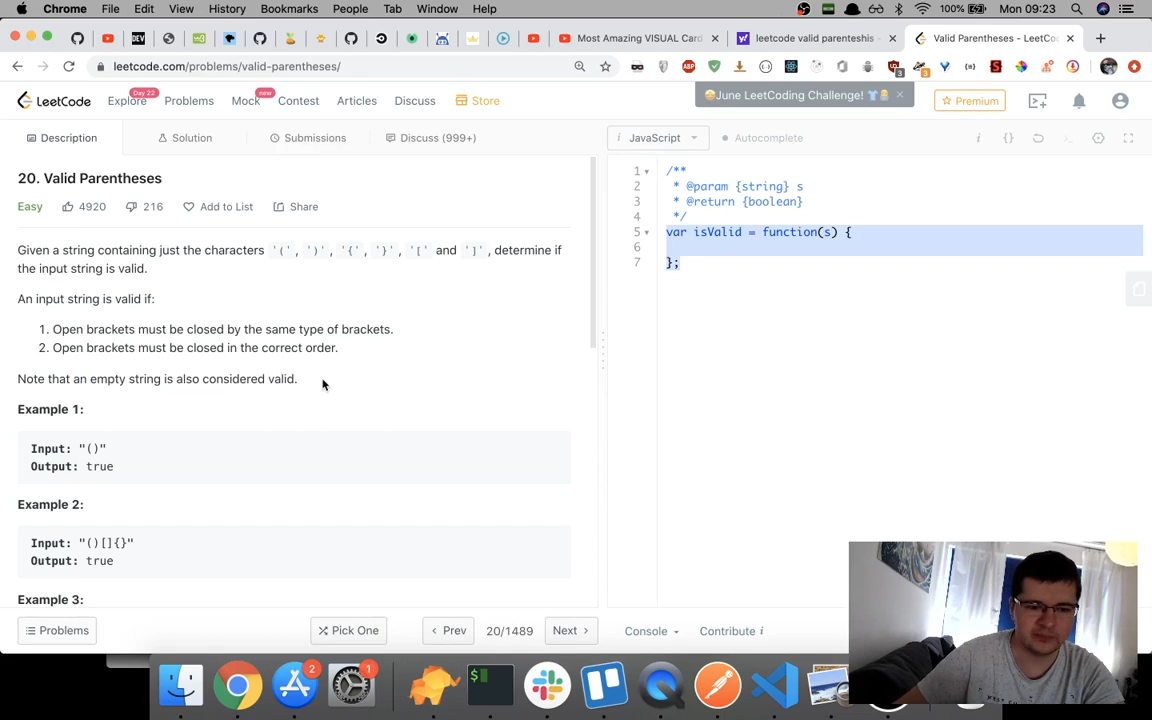 Chrome File Edit View History Bookmarks People Tab Window Help 100% Mon 09:23
Most Amazing VISUAL Card leetcode valid parenteshis - Valid Parentheses - LeetCod
leetcode.com/problems/valid-parentheses/
LeetCode Explore Day 22 Problems Mock new Contest Articles Discuss Store June LeetCoding Challenge! Premium
Description Solution Submissions Discuss (999+)
20. Valid Parentheses
Easy 4920 216 Add to List Share
Given a string containing just the characters '(', ')', '{', '}', '[' and ']', determine if
the input string is valid.
An input string is valid if:
1. Open brackets must be closed by the same type of brackets.
2. Open brackets must be closed in the correct order.
Note that an empty string is also considered valid.
Example 1:
Input: "()"
Output: true
Example 2:
Input: "()[]{}"
Output: true
Example 3:
Problems Pick One Prev 20/1489 Next
i JavaScript Autocomplete
1 /**
2 * @param {string} s
3 * @return {boolean}
4 */
5 var isValid = function(s) {
6
7 };
Console Contribute i
2 1